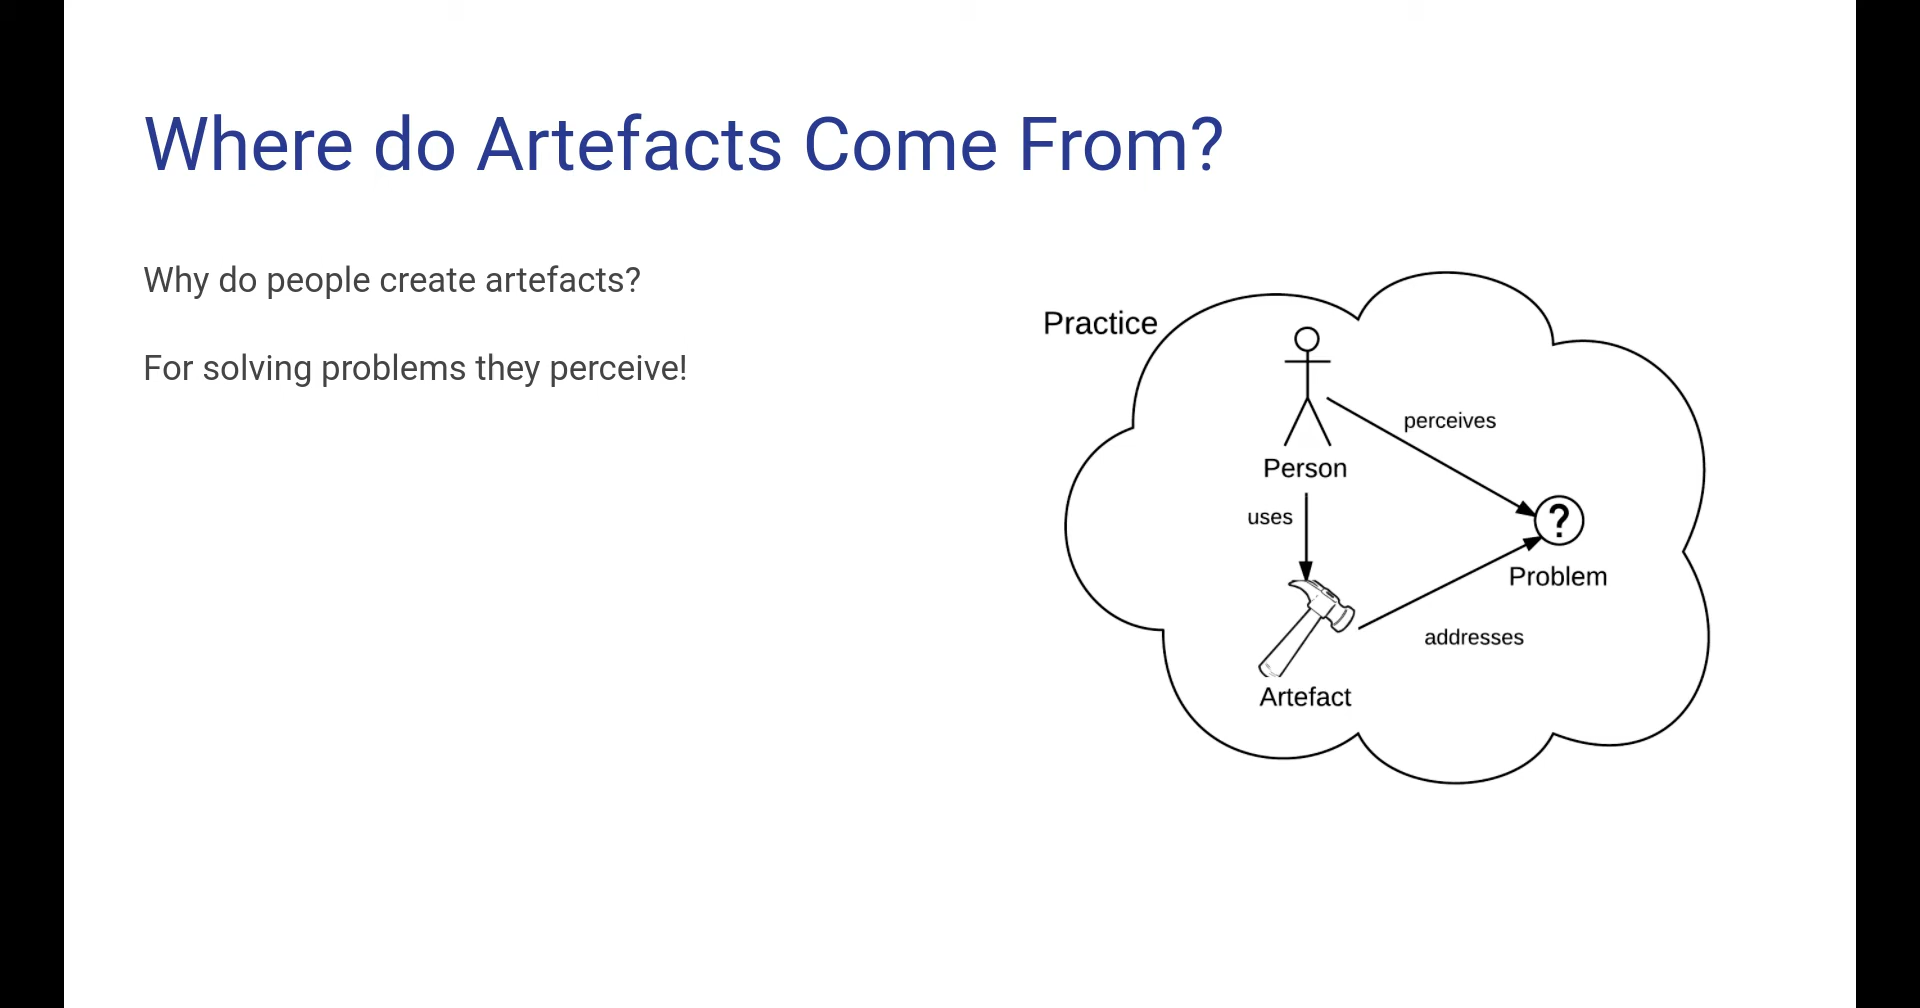 Where do Artefacts Come From?
Why do people create artefacts?
For solving problems they perceive!
Practice
perceives
Person
uses
?
Problem
addresses
Artefact